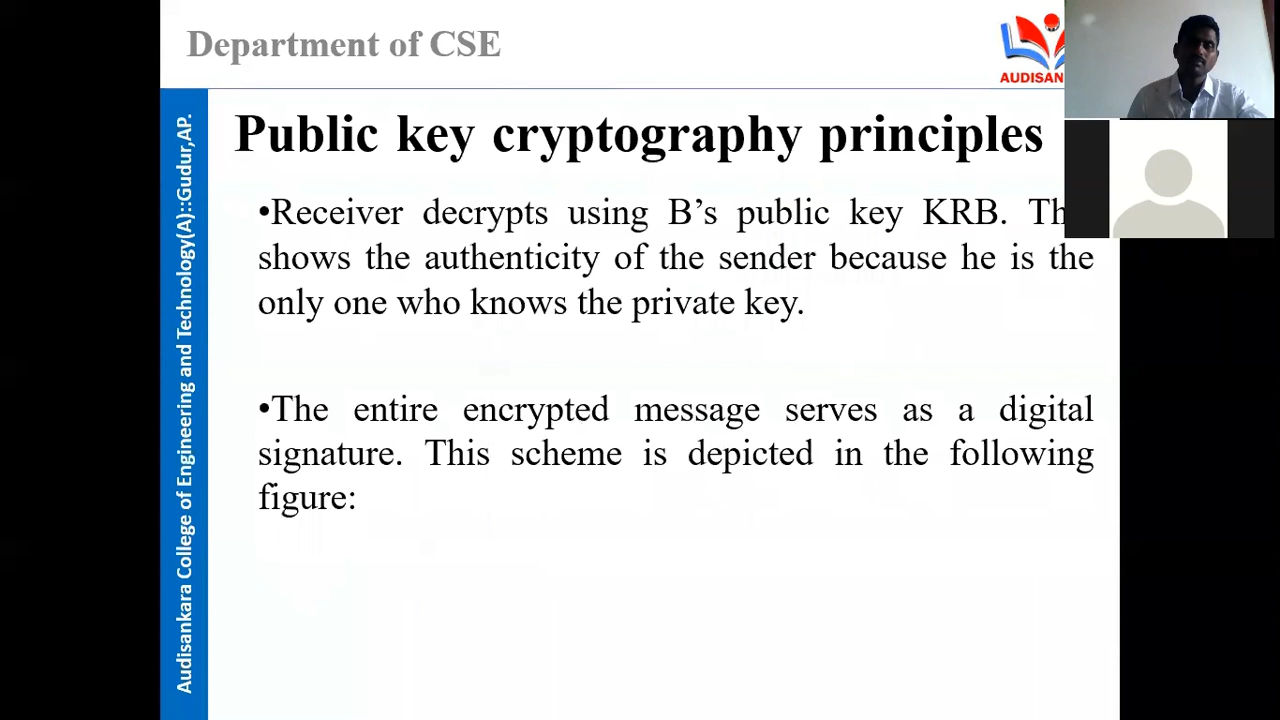 Department of CSE
AUDISAN
Audisankara College of Engineering and Technology(A)::Gudur,AP.
Public key cryptography principles
•Receiver decrypts using B's public key KRB. Th
shows the authenticity of the sender because he is the
only one who knows the private key.
•The entire encrypted message serves as a digital
signature. This scheme is depicted in the following
figure: